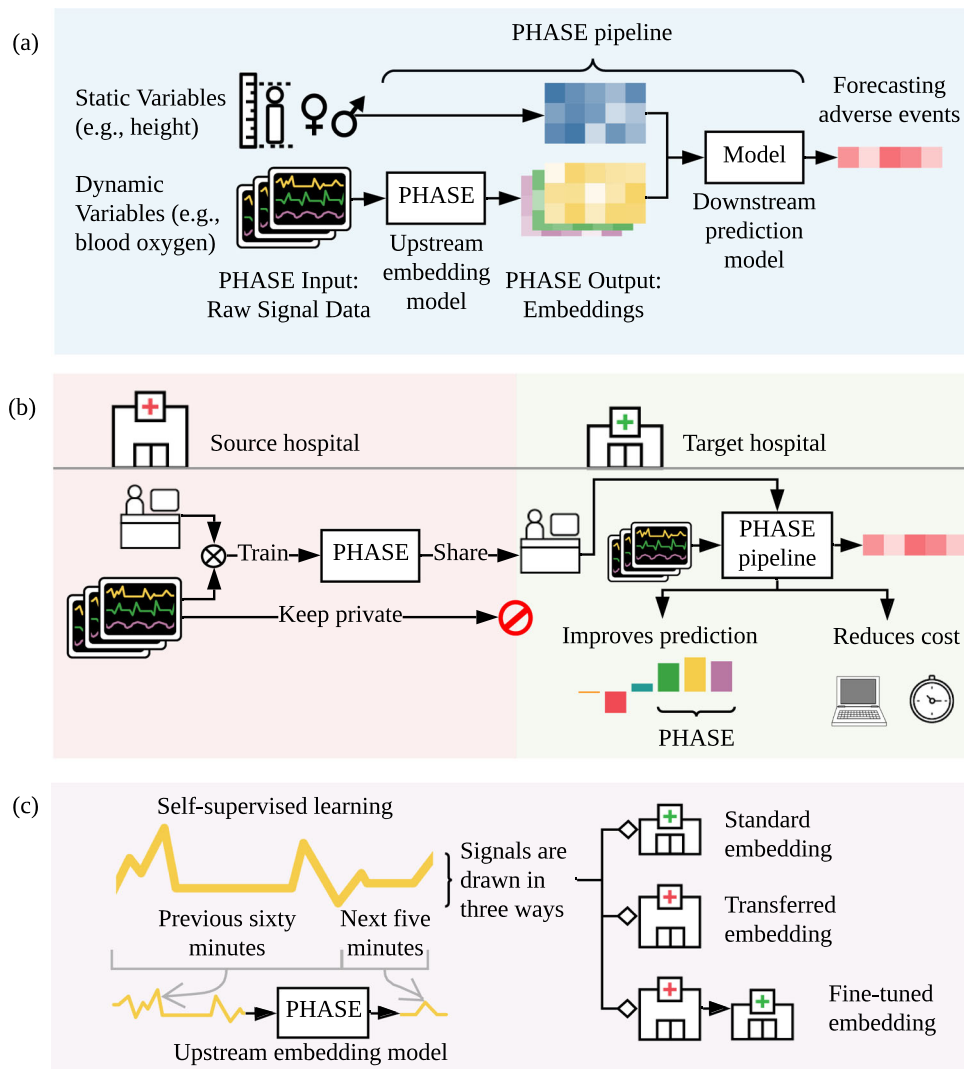 (a)
PHASE pipeline
Static Variables
(e.g., height)
Forecasting
adverse events
Dynamic
Variables (e.g.,
blood oxygen)
PHASE
Model
Upstream
embedding
model
Downstream
prediction
model
PHASE Input:
Raw Signal Data
PHASE Output:
Embeddings
(b)
Source hospital
Target hospital
Train
PHASE
Share
PHASE
pipeline
Keep private
Improves prediction
Reduces cost
PHASE
(c)
Self-supervised learning
Signals are
drawn in
three ways
Previous sixty
minutes
Next five
minutes
PHASE
Upstream embedding model
Standard
embedding
Transferred
embedding
Fine-tuned
embedding